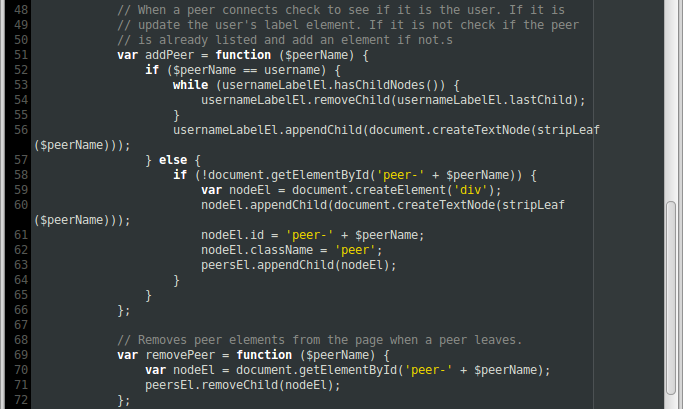 48 // When a peer connects check to see if it is the user. If it is
49 // update the user's label element. If it is not check if the peer
50 // is already listed and add an element if not.s
51 var addPeer = function ($peerName) {
52 if ($peerName == username) {
53 while (usernameLabelEl.hasChildNodes()) {
54 usernameLabelEl.removeChild(usernameLabelEl.lastChild);
55 }
56 usernameLabelEl.appendChild(document.createTextNode(stripLeaf
($peerName)));
57 } else {
58 if (!document.getElementById('peer-' + $peerName)) {
59 var nodeEl = document.createElement('div');
60 nodeEl.appendChild(document.createTextNode(stripLeaf
($peerName)));
61 nodeEl.id = 'peer-' + $peerName;
62 nodeEl.className = 'peer';
63 peersEl.appendChild(nodeEl);
64 }
65 }
66 };
67
68 // Removes peer elements from the page when a peer leaves.
69 var removePeer = function ($peerName) {
70 var nodeEl = document.getElementById('peer-' + $peerName);
71 peersEl.removeChild(nodeEl);
72 };